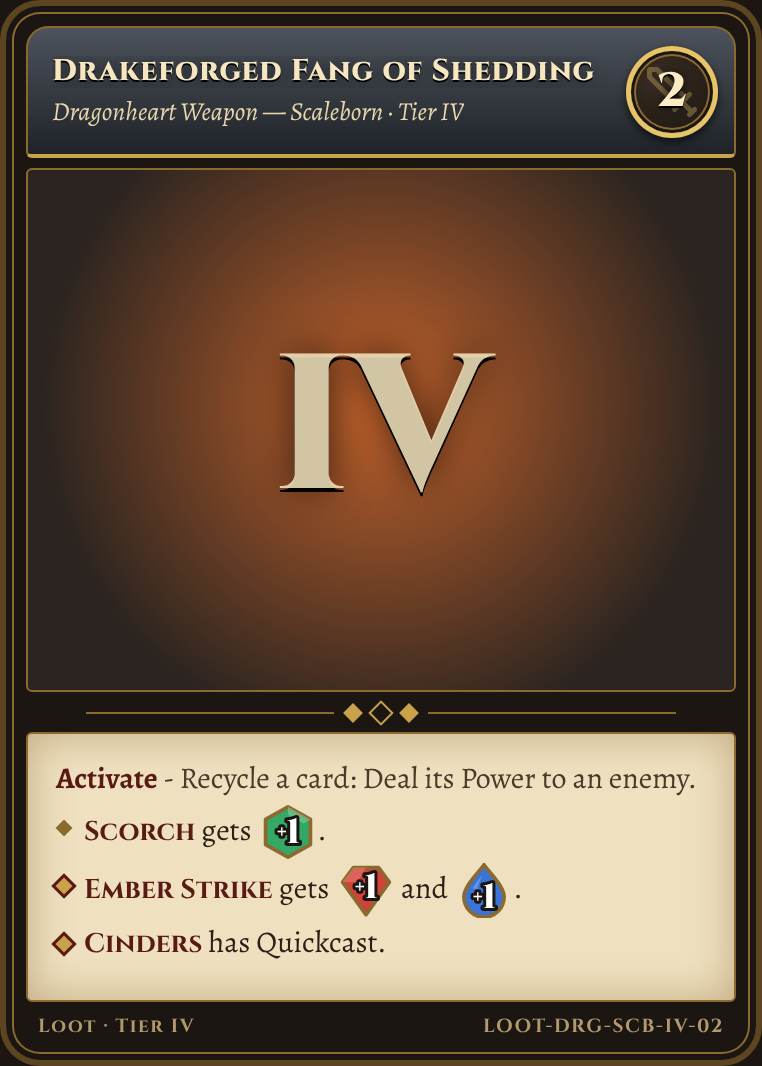 Drakeforged Fang of Shedding
2
Dragonheart Weapon — Scaleborn · Tier IV
IV
Activate - Recycle a card: Deal its Power to an enemy.
Scorch gets +1 .
Ember Strike gets +1 and +1 .
Cinders has Quickcast.
Loot · Tier IV
LOOT-DRG-SCB-IV-02